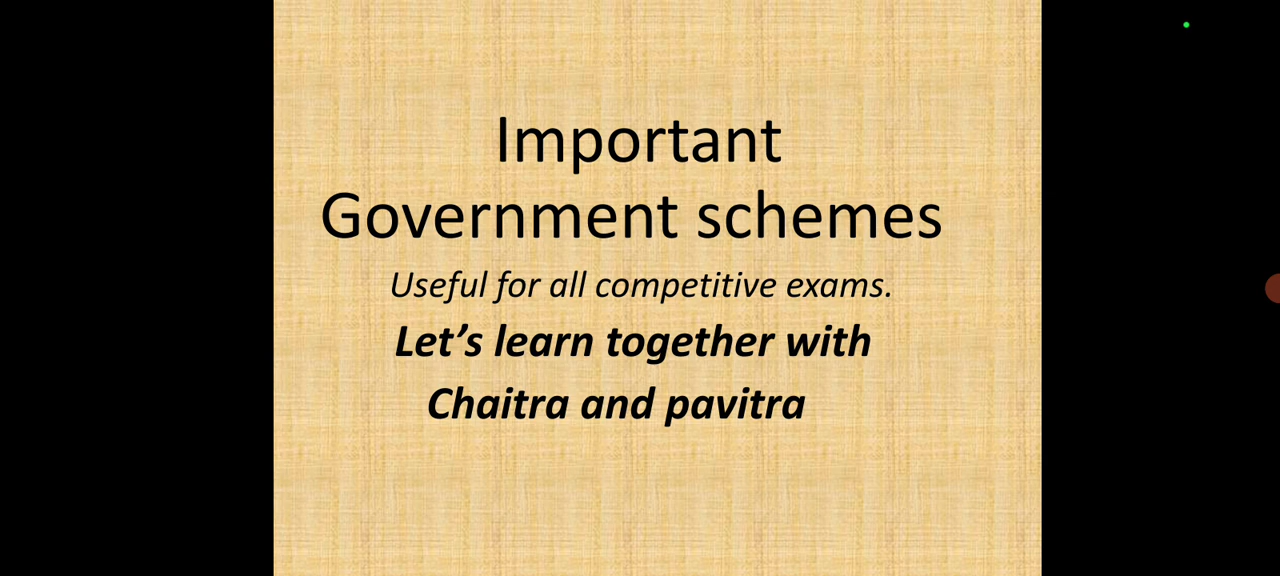 Important
Government schemes
Useful for all competitive exams.
Let’s learn together with
Chaitra and pavitra